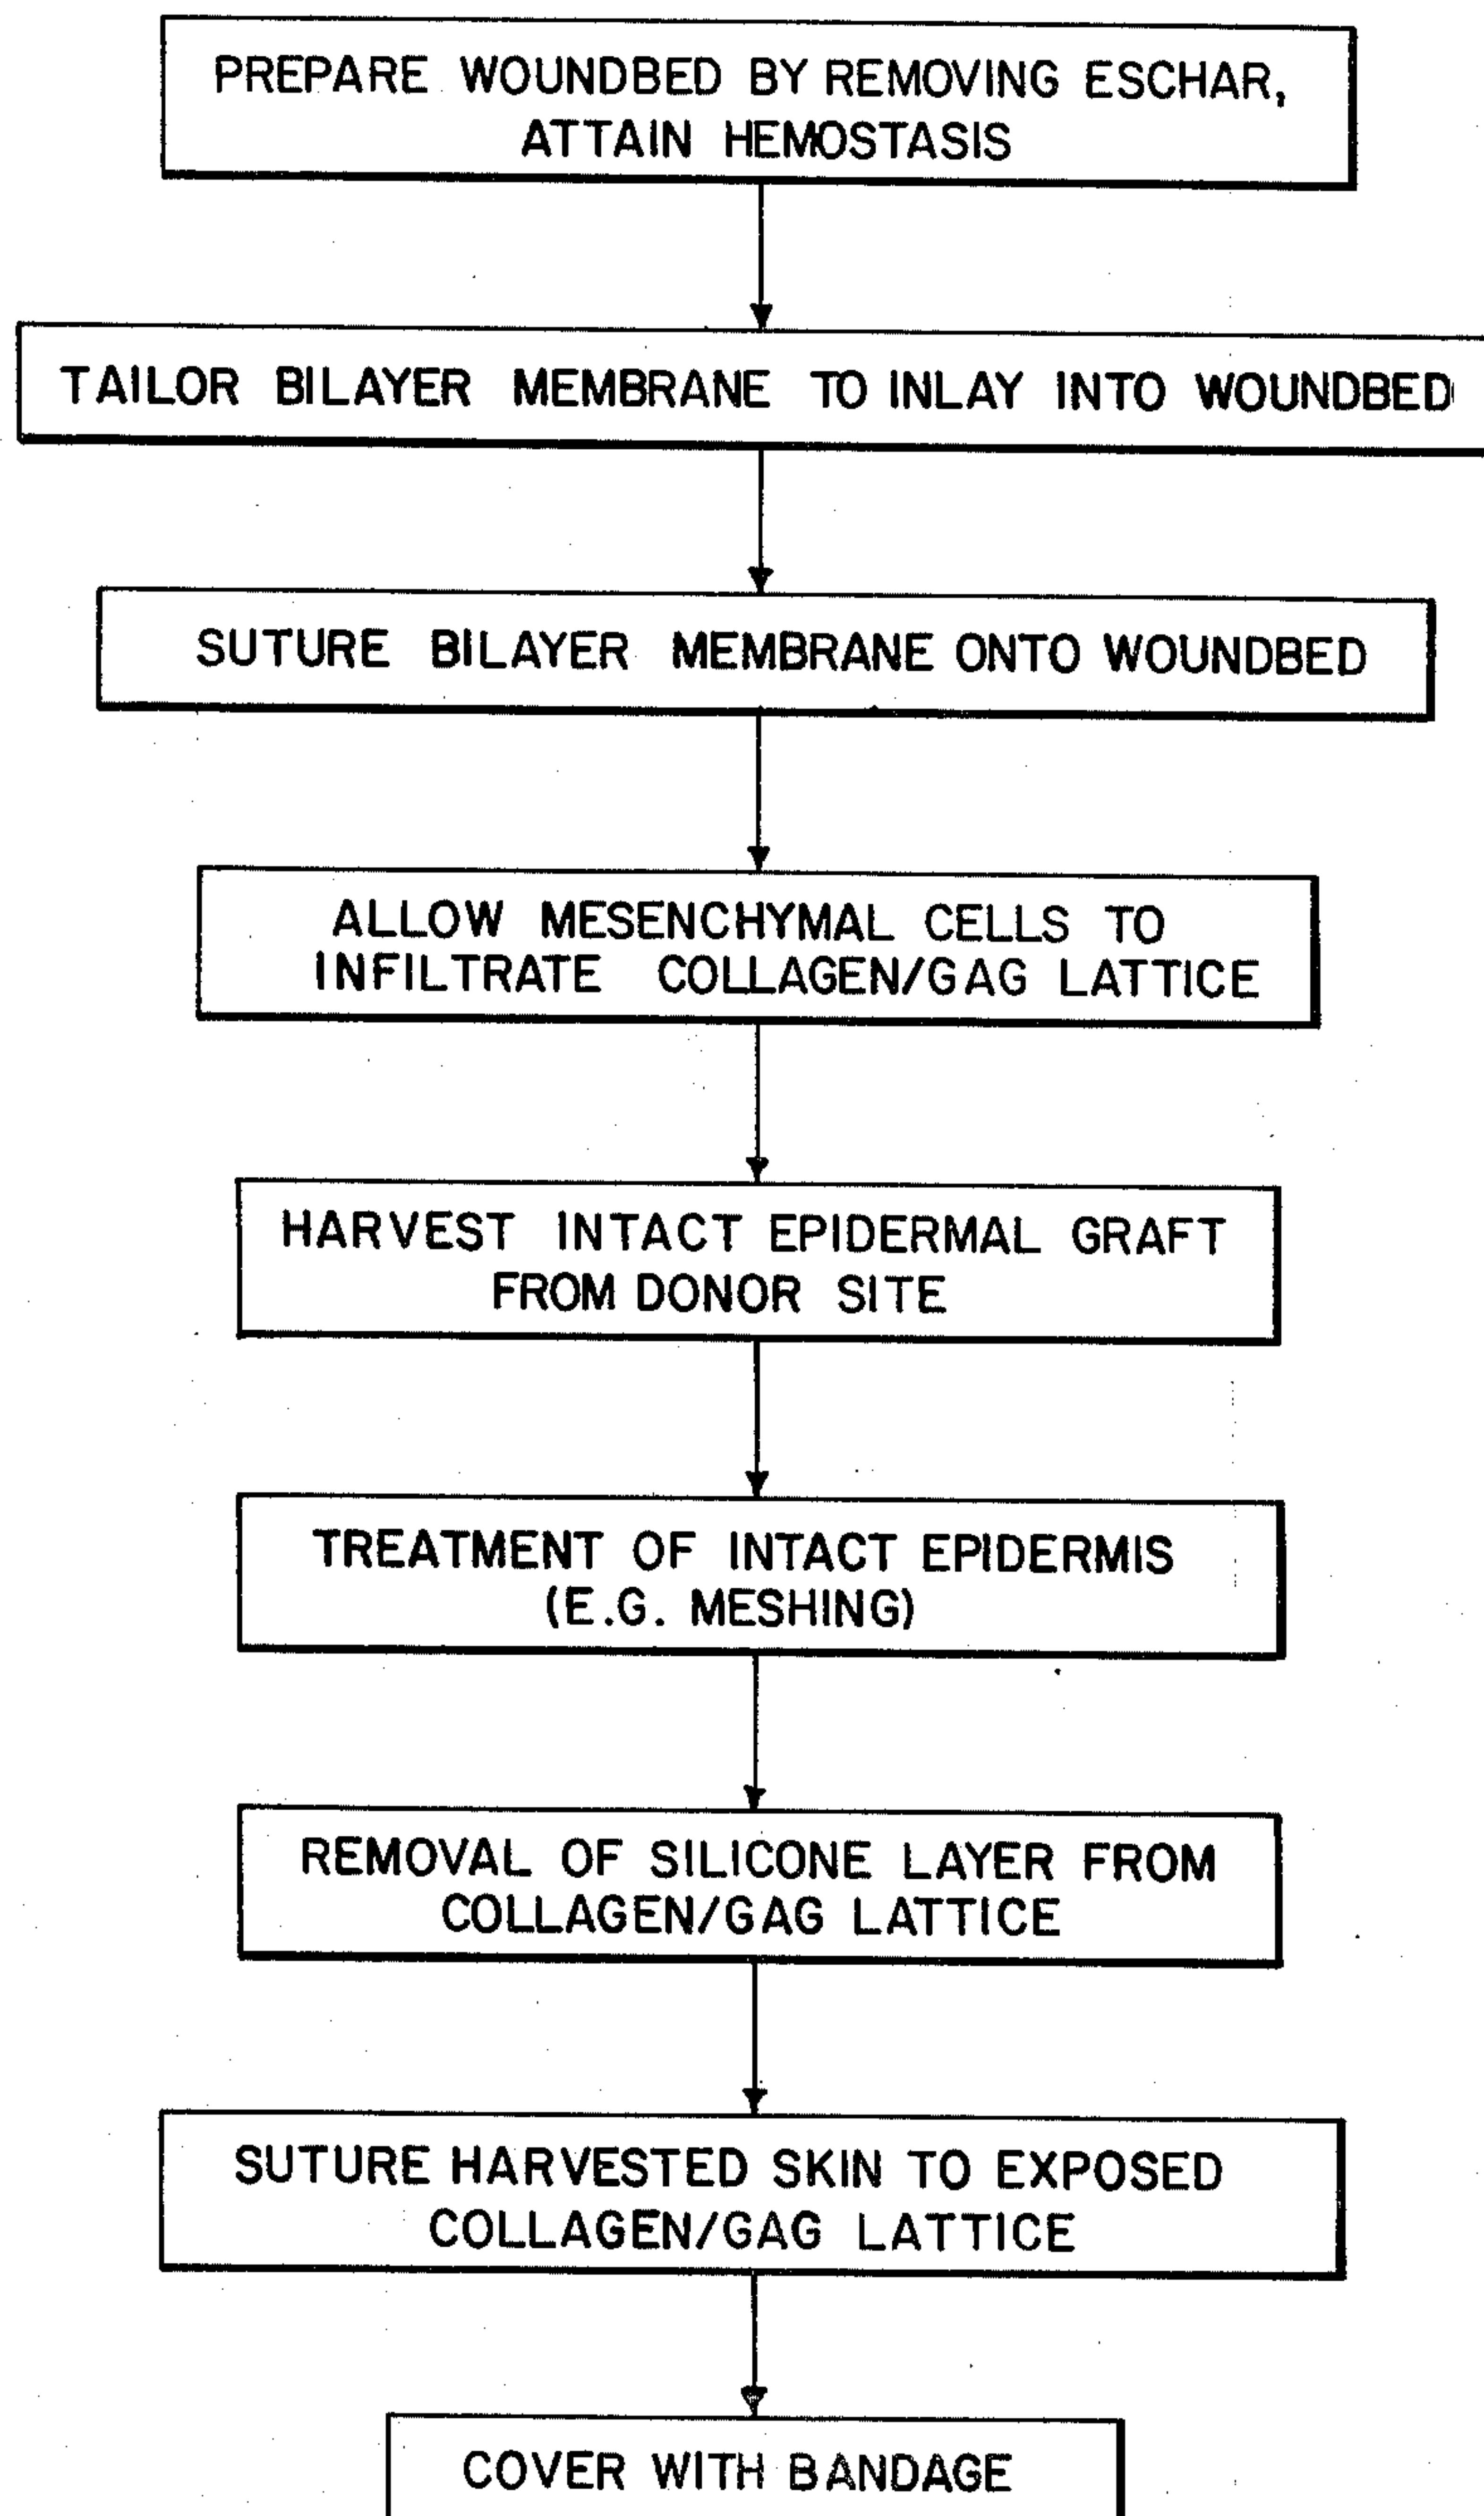 PREPARE WOUNDBED BY REMOVING ESCHAR,
ATTAIN HEMOSTASIS
TAILOR BILAYER MEMBRANE TO INLAY INTO WOUNDBED
SUTURE BILAYER MEMBRANE ONTO WOUNDBED
ALLOW MESENCHYMAL CELLS TO
INFILTRATE COLLAGEN/GAG LATTICE
HARVEST INTACT EPIDERMAL GRAFT
FROM DONOR SITE
TREATMENT OF INTACT EPIDERMIS
(E.G. MESHING)
REMOVAL OF SILICONE LAYER FROM
COLLAGEN/GAG LATTICE
SUTURE HARVESTED SKIN TO EXPOSED
COLLAGEN/GAG LATTICE
COVER WITH BANDAGE